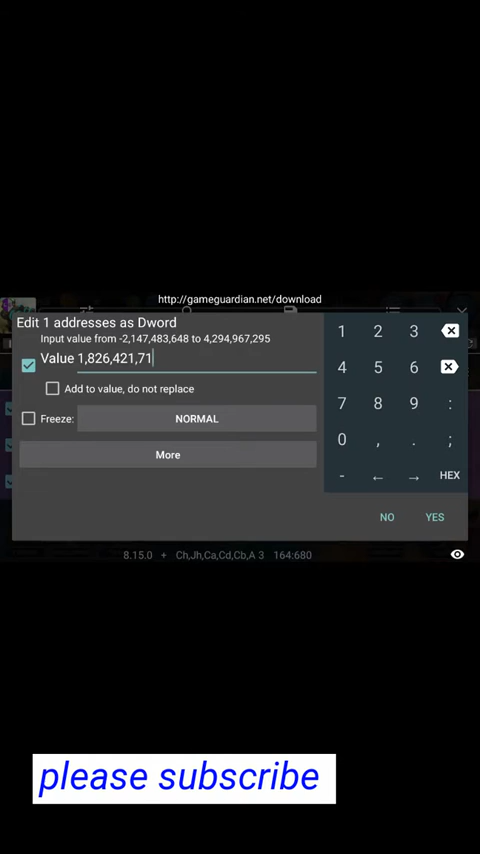 http://gameguardian.net/download
Edit 1 addresses as Dword
Input value from -2,147,483,648 to 4,294,967,295
Value 1,826,421,71
Add to value, do not replace
Freeze: NORMAL
More
1 2 3
4 5 6
7 8 9 :
0 , . ;
- ← → HEX
NO YES
8.15.0 + Ch,Jh,Ca,Cd,Cb,A 3 164:680
please subscribe